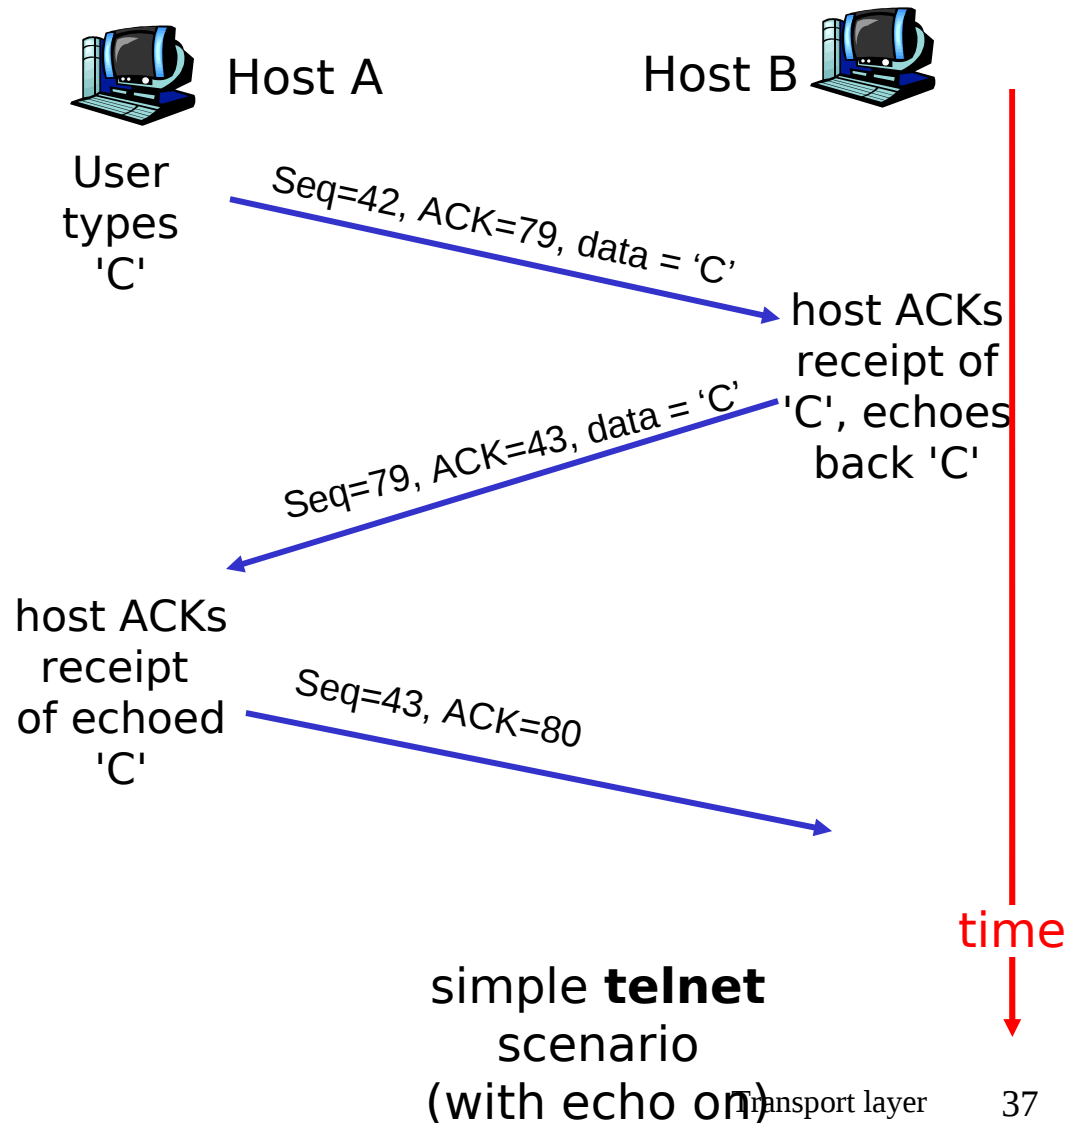 Host A
Host B
User
types
'C'
Seq=42, ACK=79, data = ‘C’
host ACKs
receipt of
'C', echoes
back 'C'
Seq=79, ACK=43, data = ‘C’
host ACKs
receipt
of echoed
'C'
Seq=43, ACK=80
time
simple telnet
scenario
(with echo on)
Transport layer
37